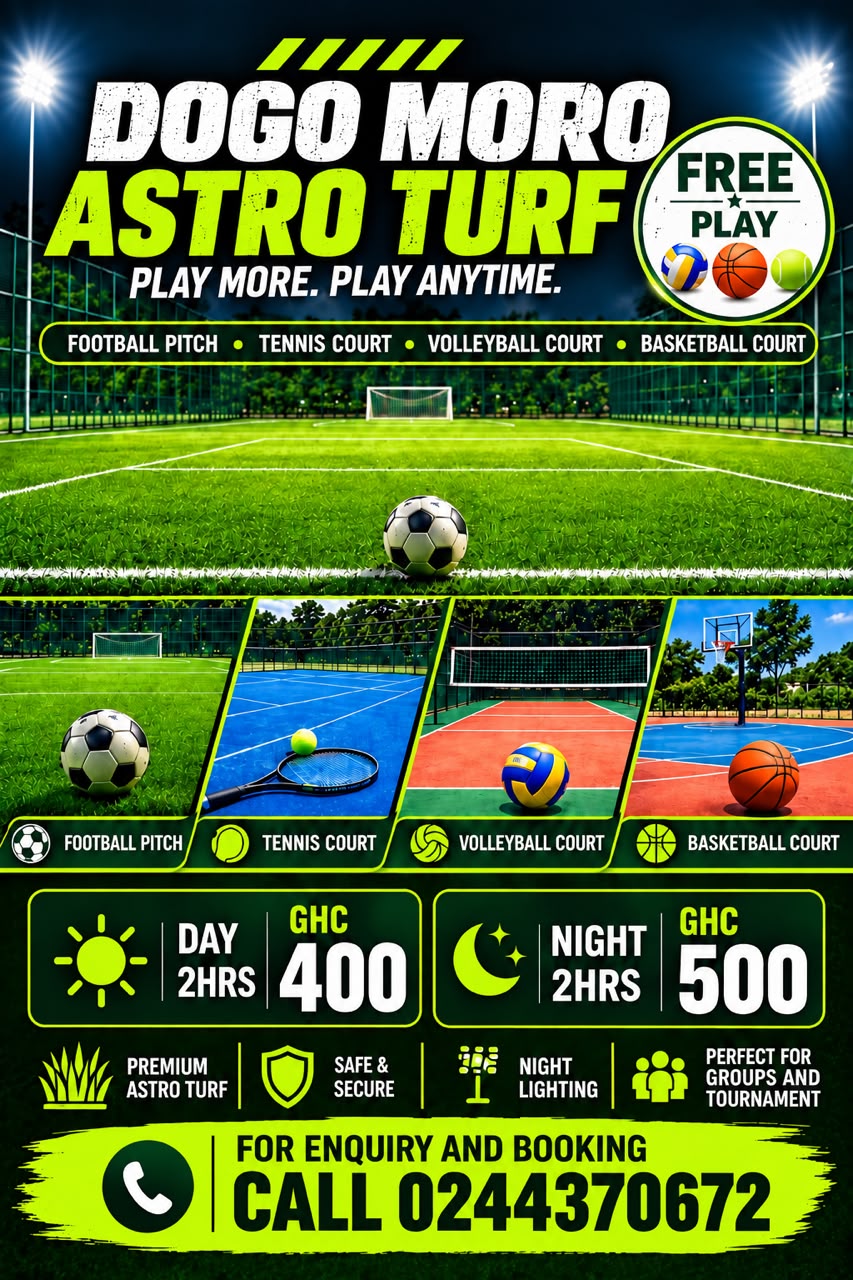 DOGO MORO
ASTRO TURF
PLAY MORE. PLAY ANYTIME.
FREE
PLAY
FOOTBALL PITCH • TENNIS COURT • VOLLEYBALL COURT • BASKETBALL COURT
FOOTBALL PITCH
TENNIS COURT
VOLLEYBALL COURT
BASKETBALL COURT
DAY
2HRS
GHC
400
NIGHT
2HRS
GHC
500
PREMIUM
ASTRO TURF
SAFE &
SECURE
NIGHT
LIGHTING
PERFECT FOR
GROUPS AND
TOURNAMENT
FOR ENQUIRY AND BOOKING
CALL 0244370672